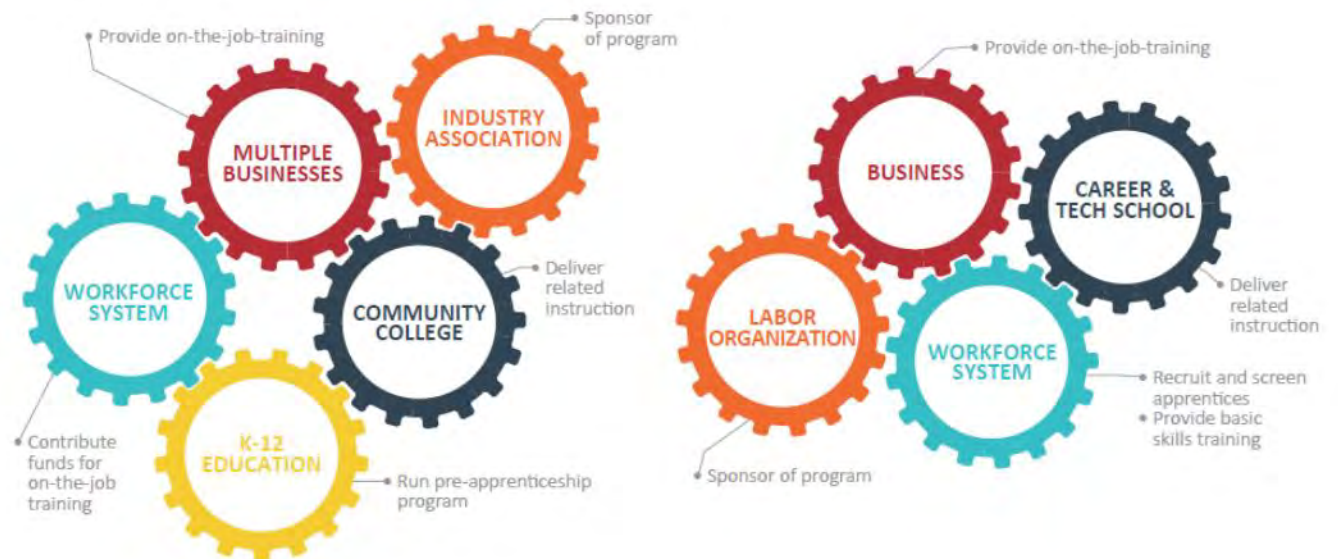 Provide on-the-job-training
Sponsor
of program
MULTIPLE
BUSINESSES
INDUSTRY
ASSOCIATION
WORKFORCE
SYSTEM
COMMUNITY
COLLEGE
Deliver
related
instruction
K-12
EDUCATION
Contribute
funds for
on-the-job
training
Run pre-apprenticeship
program
Provide on-the-job-training
BUSINESS
CAREER &
TECH SCHOOL
LABOR
ORGANIZATION
WORKFORCE
SYSTEM
Deliver
related
instruction
Recruit and screen
apprentices
Provide basic
skills training
Sponsor of program